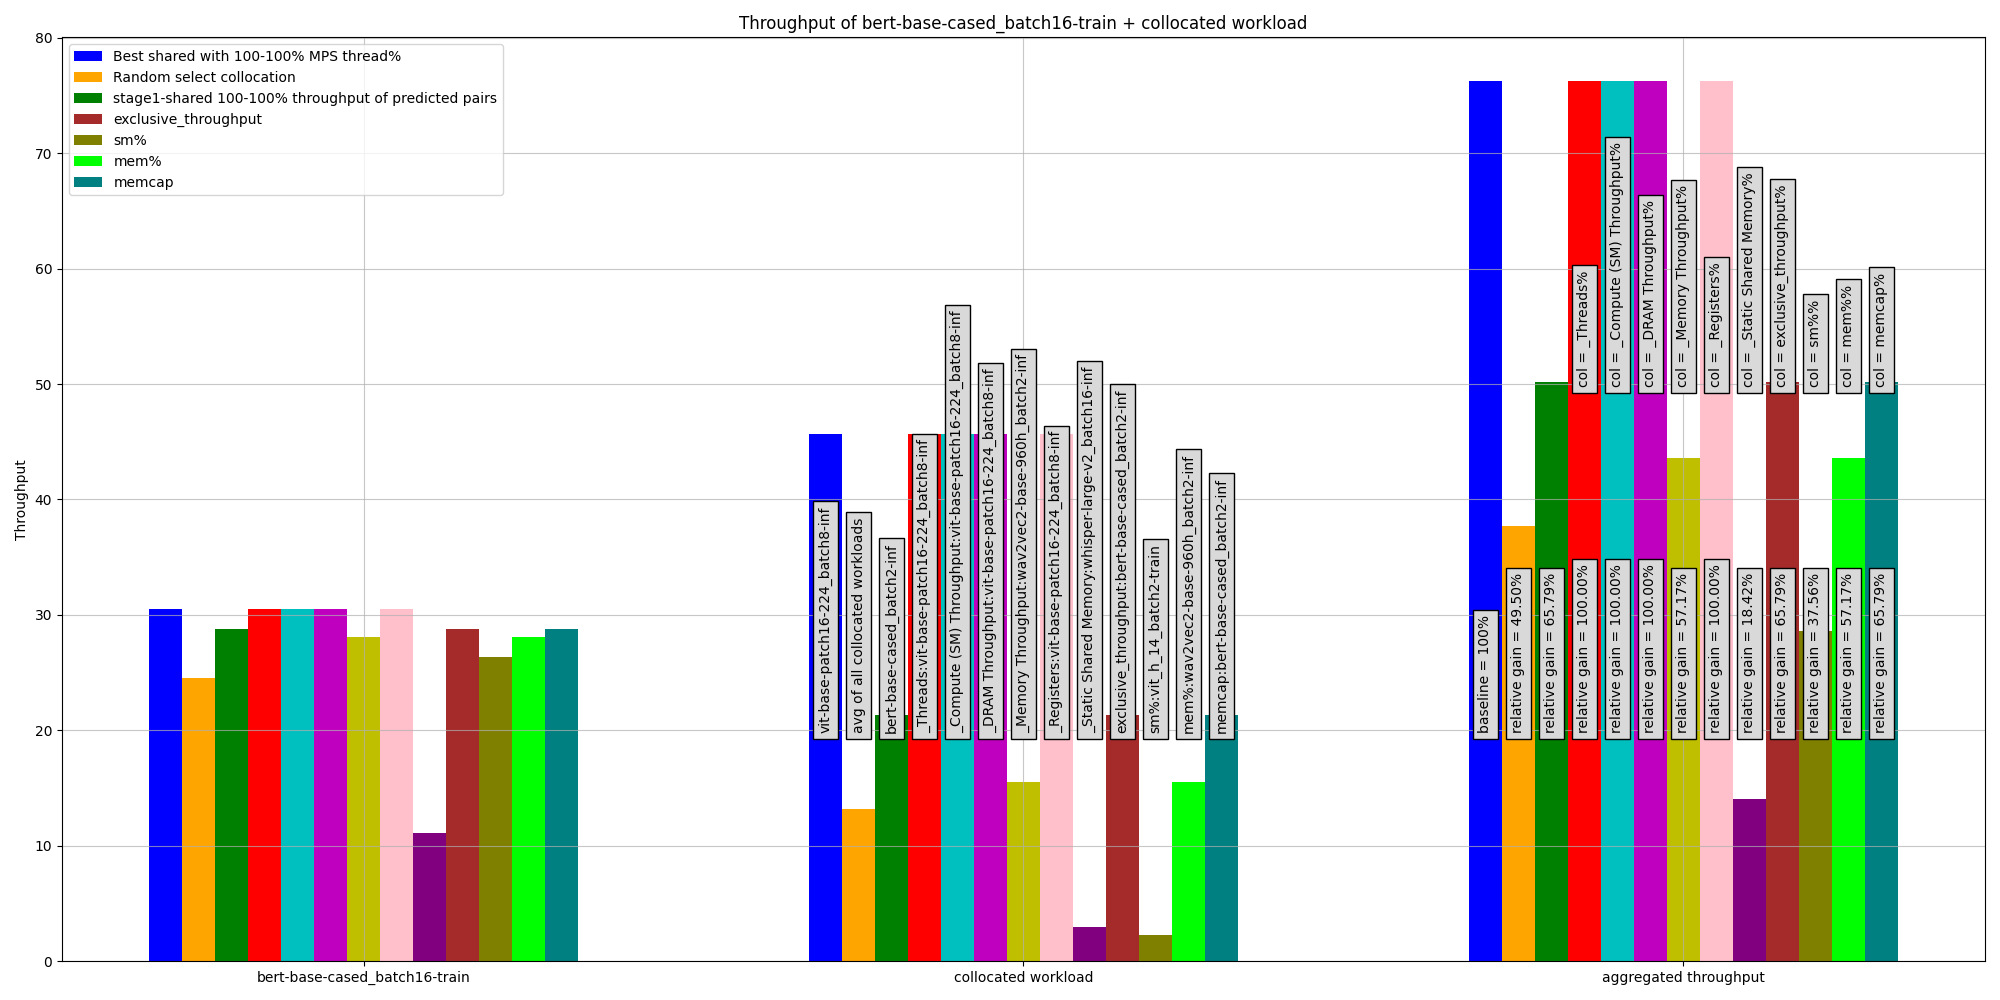 Throughput of bert-base-cased_batch16-train + collocated workload
Best shared with 100-100% MPS thread%
Random select collocation
stage1-shared 100-100% throughput of predicted pairs
exclusive_throughput
sm%
mem%
memcap
Throughput
80
70
60
50
40
30
20
10
0
vit-base-patch16-224_batch8-inf
avg of all collocated workloads
bert-base-cased_batch2-inf
_Threads:vit-base-patch16-224_batch8-inf
_Compute (SM) Throughput:vit-base-patch16-224_batch8-inf
_DRAM Throughput:vit-base-patch16-224_batch8-inf
_Memory Throughput:wav2vec2-base-960h_batch2-inf
_Registers:vit-base-patch16-224_batch8-inf
_Static Shared Memory:whisper-large-v2_batch16-inf
exclusive_throughput:bert-base-cased_batch2-inf
sm%:vit_h_14_batch2-train
mem%:wav2vec2-base-960h_batch2-inf
memcap:bert-base-cased_batch2-inf
col = _Threads%
col = _Compute (SM) Throughput%
col = _DRAM Throughput%
col = _Memory Throughput%
col = _Registers%
col = _Static Shared Memory%
col = exclusive_throughput%
col = sm%%
col = mem%%
col = memcap%
baseline = 100%
relative gain = 49.50%
relative gain = 65.79%
relative gain = 100.00%
relative gain = 100.00%
relative gain = 100.00%
relative gain = 57.17%
relative gain = 100.00%
relative gain = 18.42%
relative gain = 65.79%
relative gain = 37.56%
relative gain = 57.17%
relative gain = 65.79%
bert-base-cased_batch16-train
collocated workload
aggregated throughput